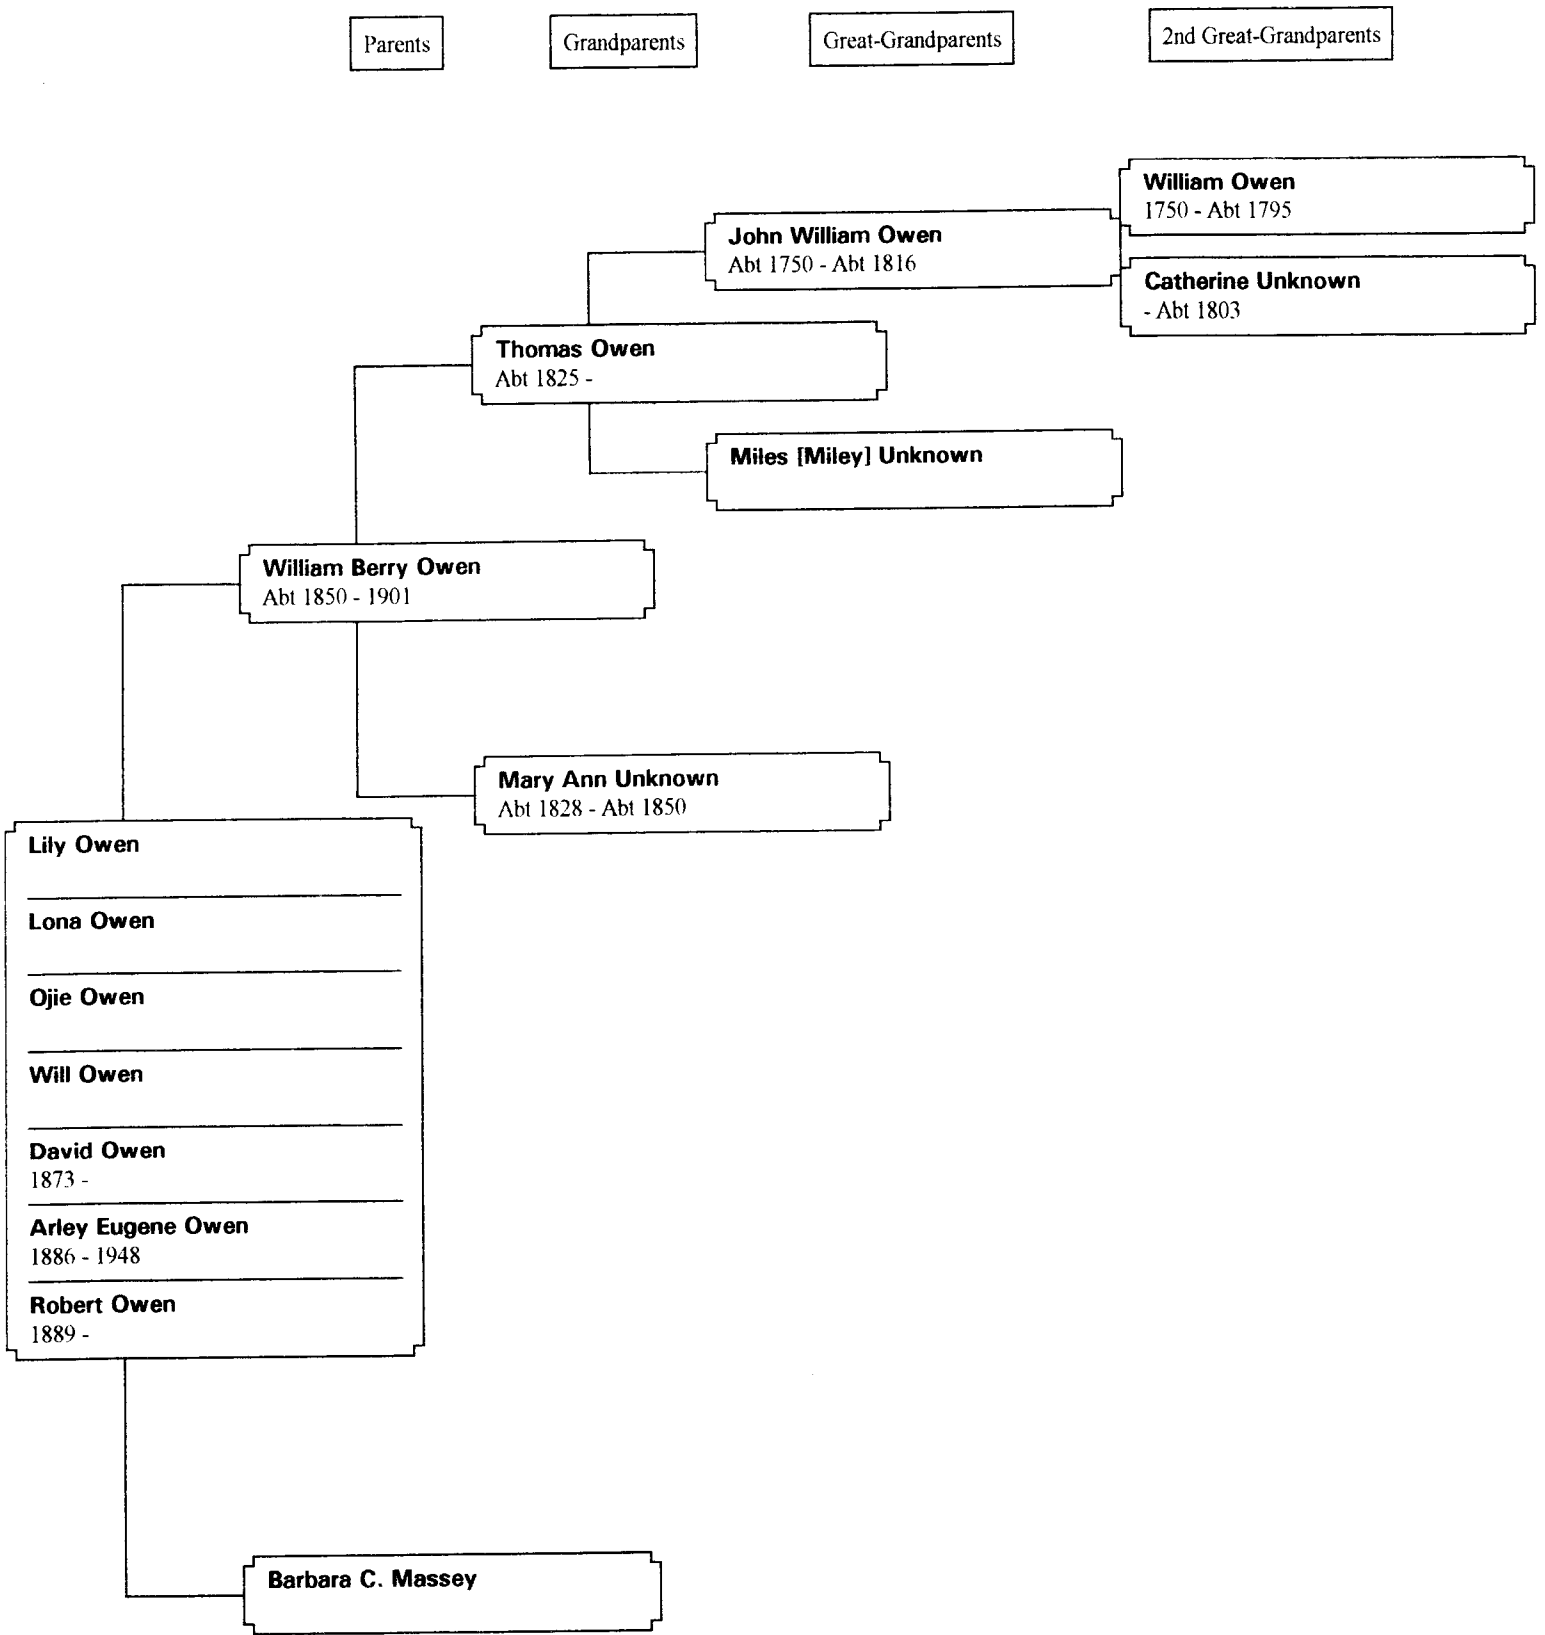 Parents
Grandparents
Great-Grandparents
2nd Great-Grandparents
William Owen
1750 - Abt 1795
John William Owen
Abt 1750 - Abt 1816
Catherine Unknown
- Abt 1803
Thomas Owen
Abt 1825 -
Miles [Miley] Unknown
William Berry Owen
Abt 1850 - 1901
Mary Ann Unknown
Abt 1828 - Abt 1850
Lily Owen
Lona Owen
Ojie Owen
Will Owen
David Owen
1873 -
Arley Eugene Owen
1886 - 1948
Robert Owen
1889 -
Barbara C. Massey